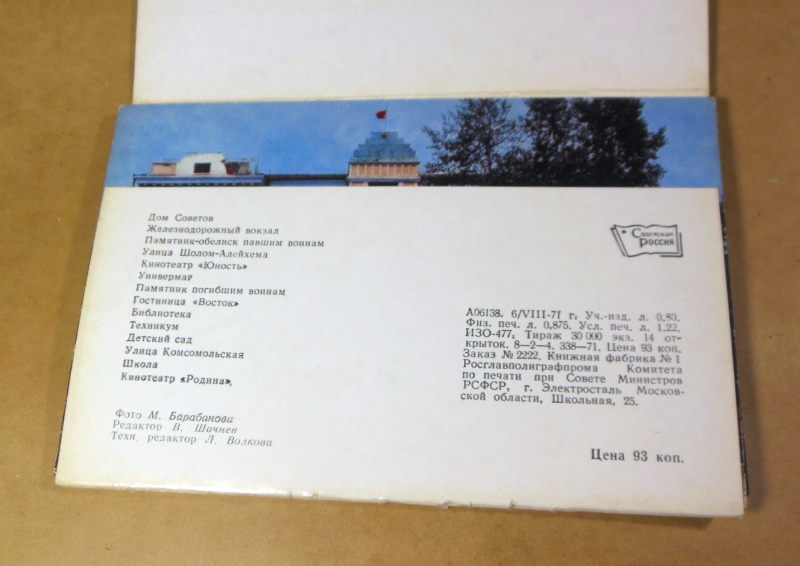 Дом Советов
Железнодорожный вокзал
Памятник-обелиск павшим воинам
Улица Шолом-Алейхема
Кинотеатр «Юность»
Универмаг
Памятник погибшим воинам
Гостиница «Восток»
Библиотека
Техникум
Детский сад
Улица Комсомольская
Школа
Кинотеатр «Родина»
Фото М. Барабанова
Редактор В. Шачнев
Техн. редактор Л. Волкова
Советская
Россия
А06138. 6/VIII-71 г. Уч.-изд. л. 0,80.
Физ. печ. л. 0,875. Усл. печ. л. 1,22.
ИЗО-477. Тираж 30 000 экз. 14 от-
крыток. 8—2—4. 338—71. Цена 93 коп.
Заказ № 2222. Книжная фабрика № 1
Росглавполиграфпрома Комитета
по печати при Совете Министров
РСФСР, г. Электросталь Москов-
ской области, Школьная, 25.
Цена 93 коп.